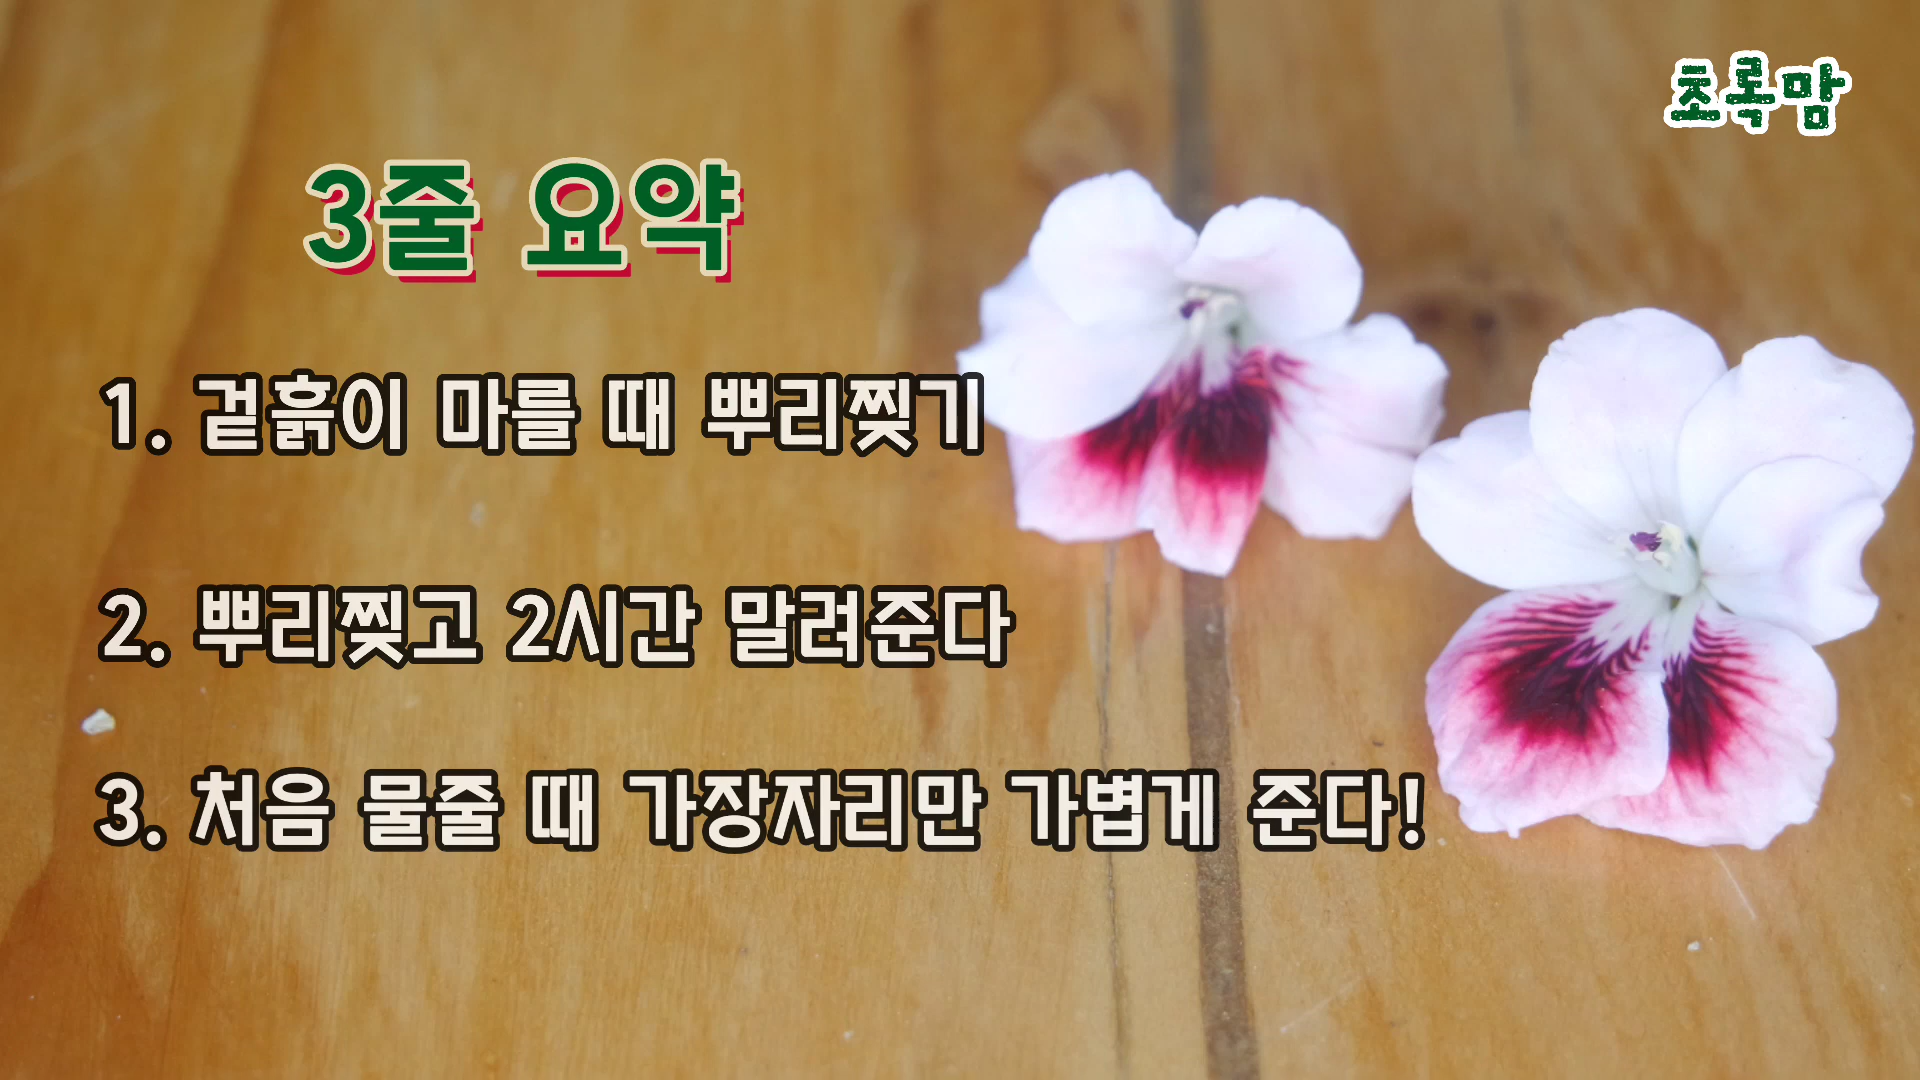 초록맘
3줄 요약
1. 겉흙이 마를 때 뿌리찢기
2. 뿌리찢고 2시간 말려준다
3. 처음 물줄 때 가장자리만 가볍게 준다!